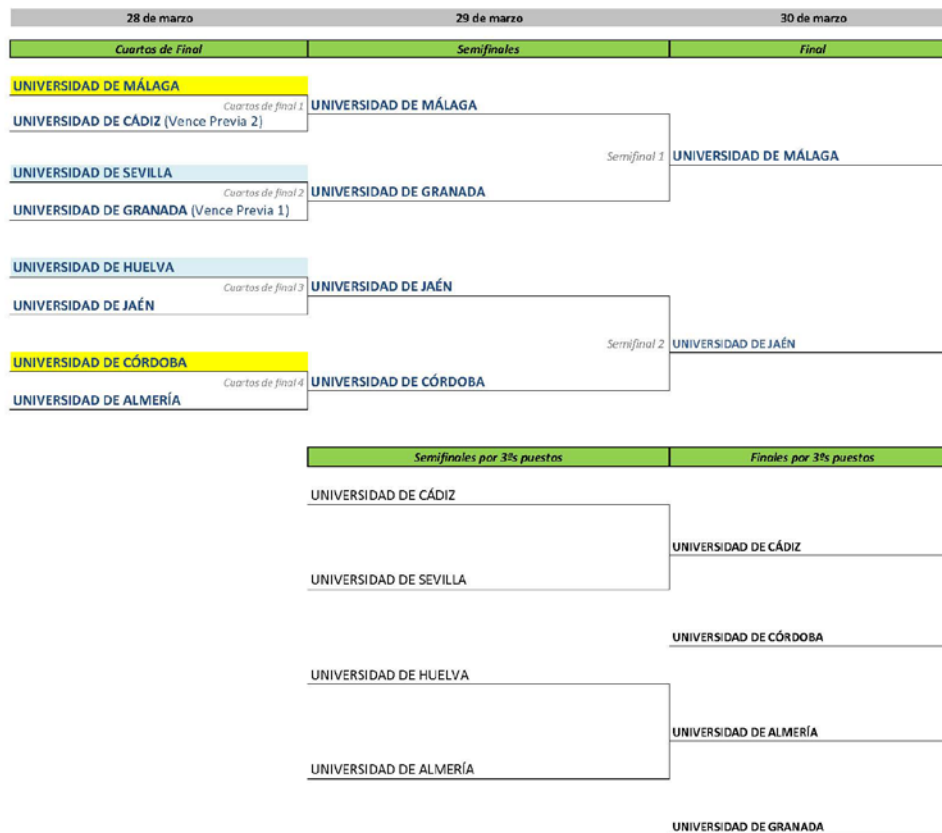 28 de marzo 29 de marzo 30 de marzo
Cuartos de Final Semifinales Final
UNIVERSIDAD DE MÁLAGA
Cuartos de final 1 UNIVERSIDAD DE MÁLAGA
UNIVERSIDAD DE CÁDIZ (Vence Previa 2)
Semifinal 1 UNIVERSIDAD DE MÁLAGA
UNIVERSIDAD DE SEVILLA
Cuartos de final 2 UNIVERSIDAD DE GRANADA
UNIVERSIDAD DE GRANADA (Vence Previa 1)
UNIVERSIDAD DE HUELVA
Cuartos de final 3 UNIVERSIDAD DE JAÉN
UNIVERSIDAD DE JAÉN
Semifinal 2 UNIVERSIDAD DE JAÉN
UNIVERSIDAD DE CÓRDOBA
Cuartos de final 4 UNIVERSIDAD DE CÓRDOBA
UNIVERSIDAD DE ALMERÍA
Semifinales por 3ºs puestos Finales por 3ºs puestos
UNIVERSIDAD DE CÁDIZ
UNIVERSIDAD DE CÁDIZ
UNIVERSIDAD DE SEVILLA
UNIVERSIDAD DE CÓRDOBA
UNIVERSIDAD DE HUELVA
UNIVERSIDAD DE ALMERÍA
UNIVERSIDAD DE ALMERÍA
UNIVERSIDAD DE GRANADA